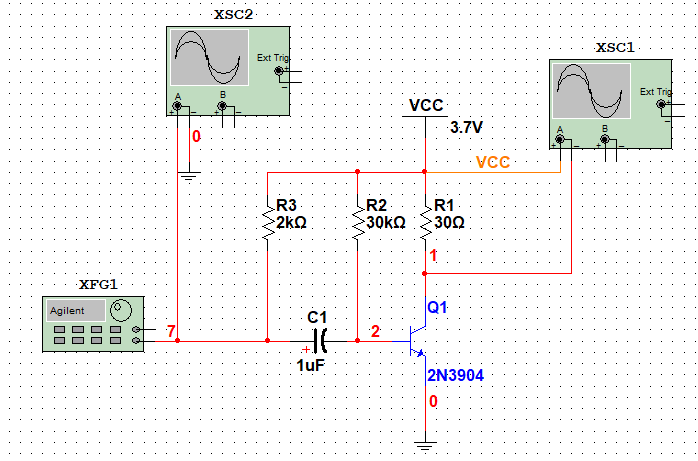 XSC2
Ext Trig
+
−
A
B
+ − + −
0
XSC1
Ext Trig
+
−
A
B
+ − + −
VCC
3.7V
VCC
R3
2kΩ
R2
30kΩ
R1
30Ω
1
XFG1
Agilent
7
C1
+
1uF
2
Q1
2N3904
0